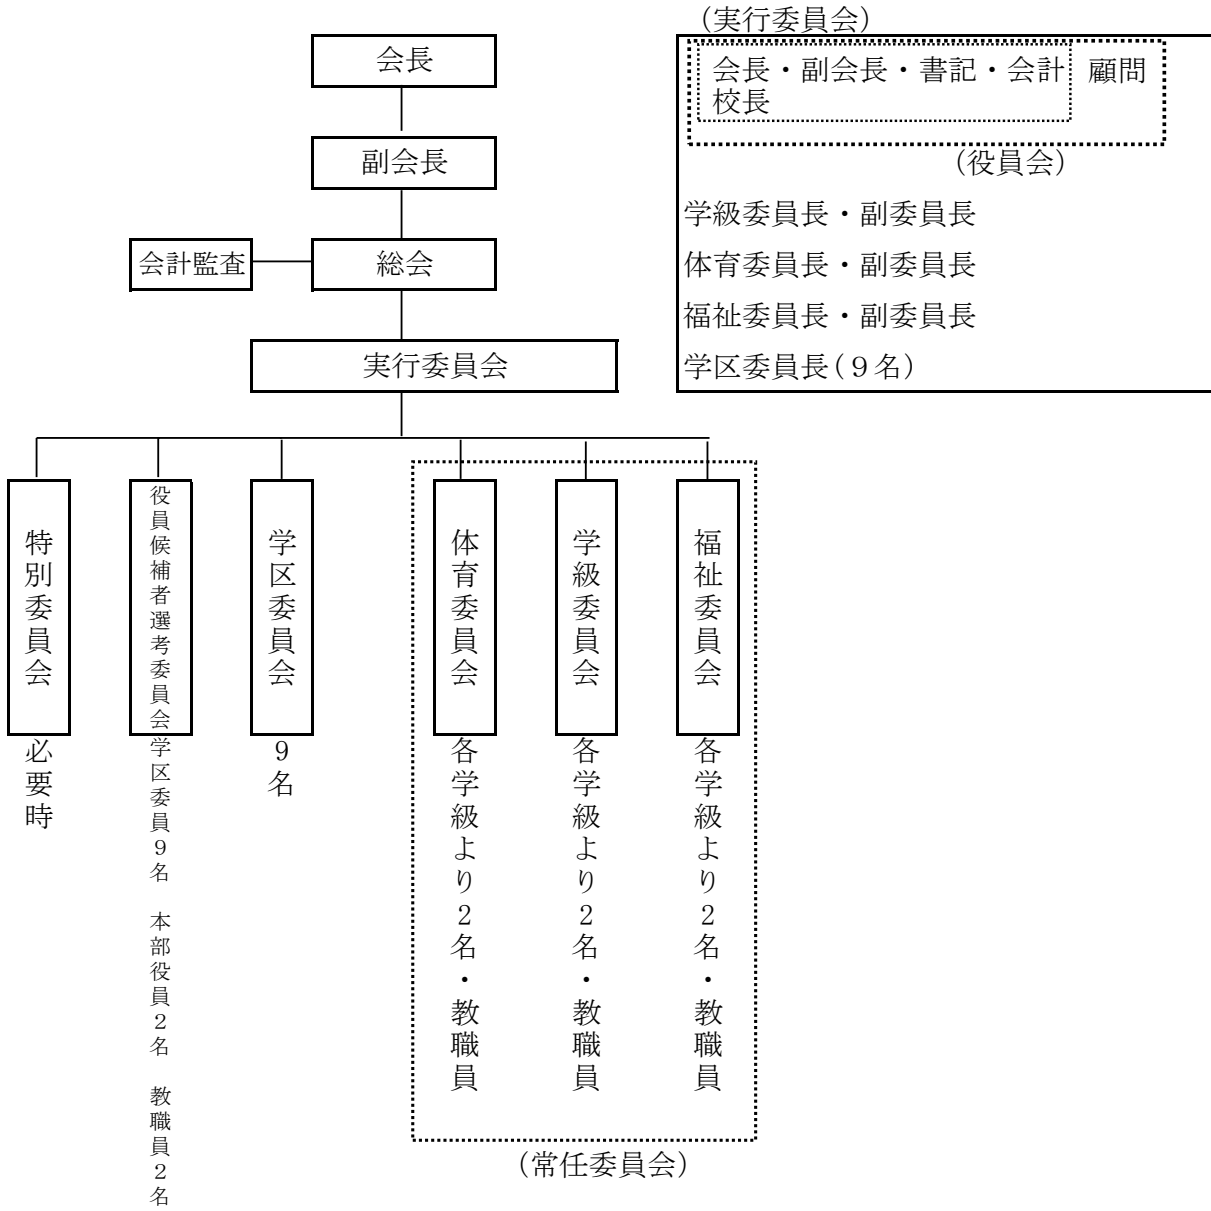 会長
副会長
会計監査
総会
実行委員会
(実行委員会)
会長・副会長・書記・会計
校長
顧問
(役員会)
学級委員長・副委員長
体育委員長・副委員長
福祉委員長・副委員長
学区委員長(９名)
特別委員会
必要時
役員候補者選考委員会
学区委員９名　本部役員２名　教職員２名
学区委員会
９名
体育委員会
各学級より２名・教職員
学級委員会
各学級より２名・教職員
福祉委員会
各学級より２名・教職員
(常任委員会)